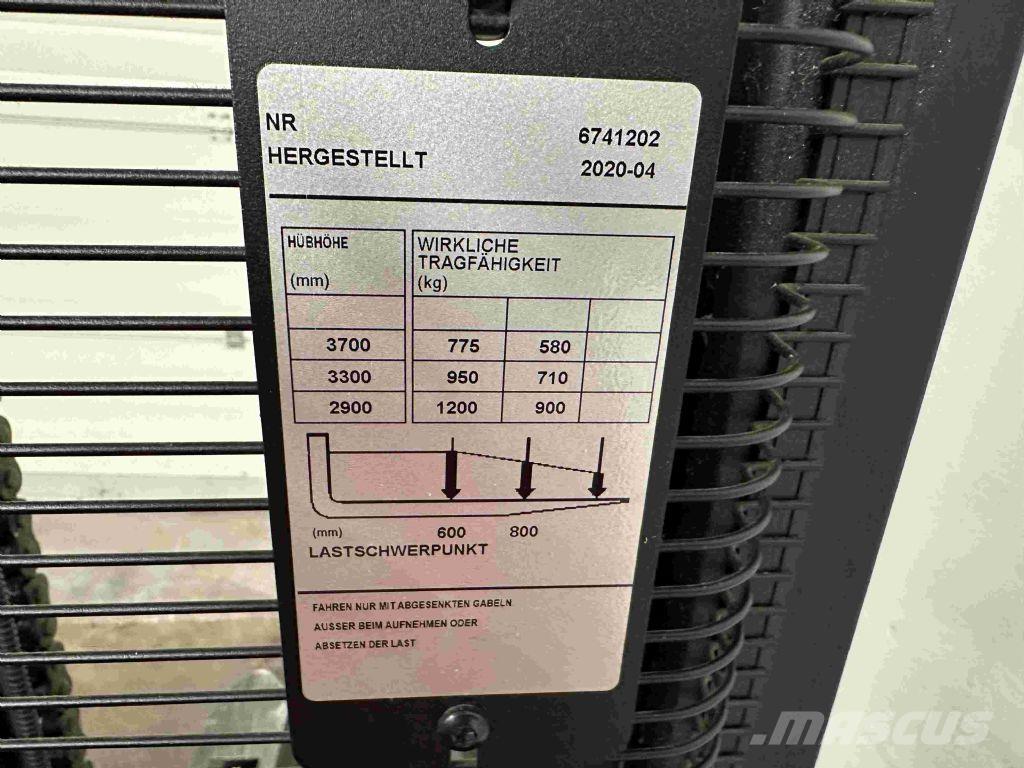 NR 6741202
HERGESTELLT 2020-04
HÜBHÖHE
(mm)
WIRKLICHE
TRAGFÄHIGKEIT
(kg)
3700 775 580
3300 950 710
2900 1200 900
(mm) 600 800
LASTSCHWERPUNKT
FAHREN NUR MIT ABGESENKTEN GABELN
AUSSER BEIM AUFNEHMEN ODER
ABSETZEN DER LAST
mascus